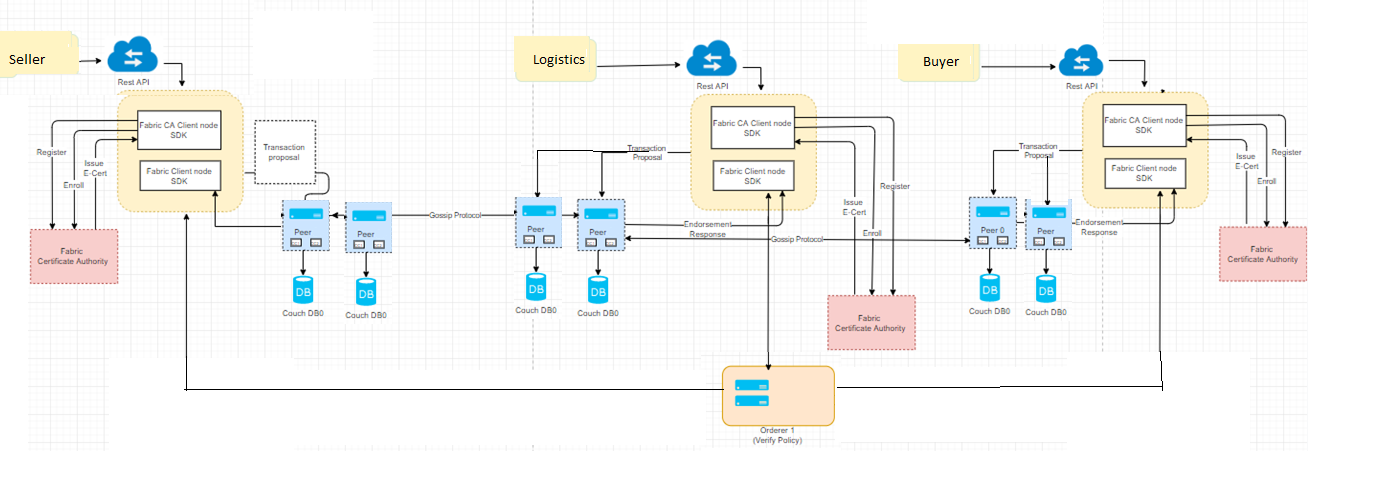 Seller
Rest API
Fabric CA Client node
SDK
Fabric Client node
SDK
Register
Enroll
Issue
E-Cert
Fabric
Certificate Authority
Transaction
proposal
Peer
Peer
DB
DB
Couch DB0
Couch DB0
Gossip Protocol
Logistics
Rest API
Fabric CA Client node
SDK
Fabric Client node
SDK
Transaction
Proposal
Peer
Peer
DB
DB
Couch DB0
Couch DB0
Endorsement
Response
Gossip Protocol
Issue
E-Cert
Enroll
Register
Fabric
Certificate Authority
Buyer
Rest API
Fabric CA Client node
SDK
Fabric Client node
SDK
Transaction
Proposal
Peer 0
Peer
DB
DB
Couch DB0
Couch DB0
Endorsement
Response
Issue
E-Cert
Enroll
Register
Fabric
Certificate Authority
Orderer 1
(Verify Policy)